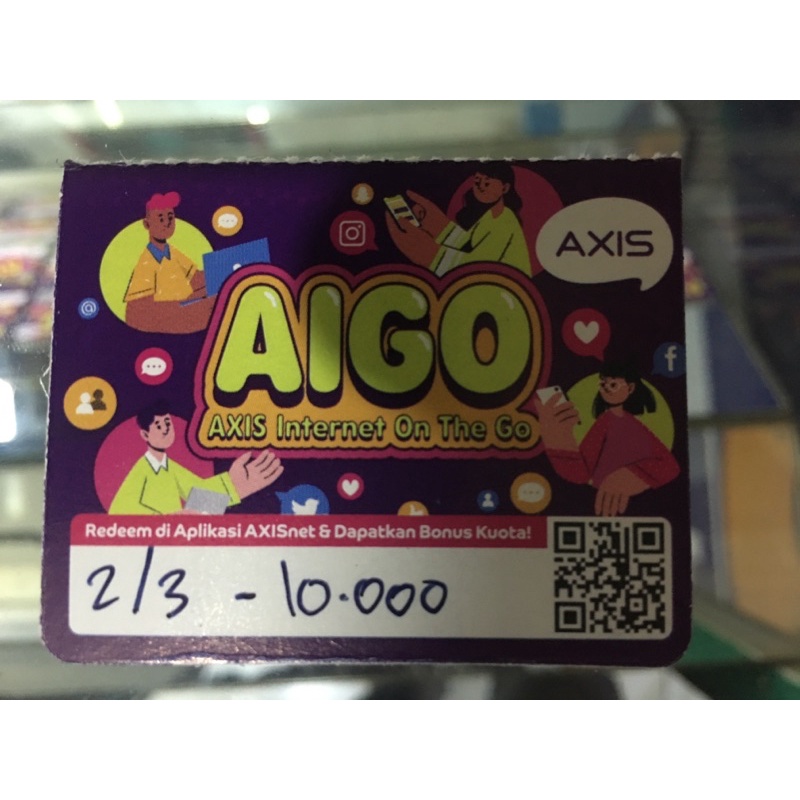 AXIS
AIGO
AXIS Internet On The Go
Redeem di Aplikasi AXISnet & Dapatkan Bonus Kuota!
2/3 - 10.000